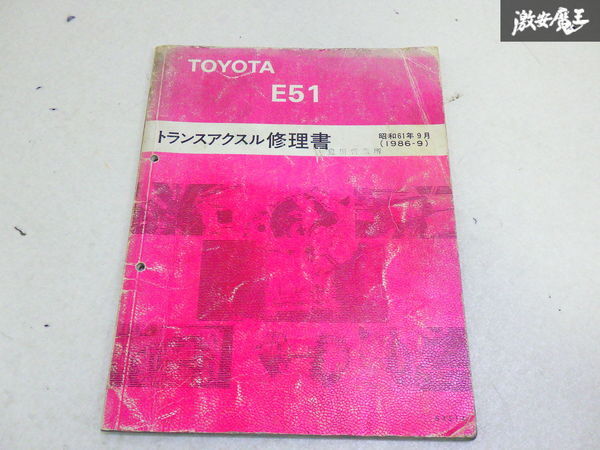 激安魔王
TOYOTA
E51
トランスアクスル修理書
昭和61年9月
(1986-9)